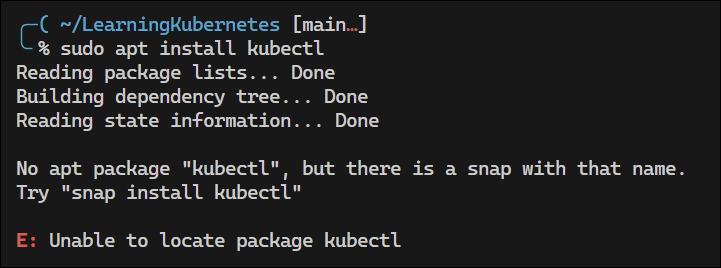 ( ~/LearningKubernetes [main…]
% sudo apt install kubectl
Reading package lists... Done
Building dependency tree... Done
Reading state information... Done
No apt package "kubectl", but there is a snap with that name.
Try "snap install kubectl"
E: Unable to locate package kubectl